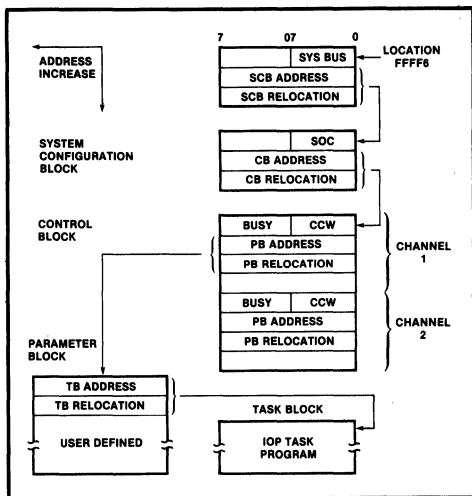 7 07 0
ADDRESS
INCREASE
SYS BUS
LOCATION
FFFF6
SCB ADDRESS
SCB RELOCATION
SYSTEM
CONFIGURATION
BLOCK
SOC
CB ADDRESS
CB RELOCATION
CONTROL
BLOCK
BUSY CCW
PB ADDRESS
PB RELOCATION
CHANNEL
1
BUSY CCW
PB ADDRESS
PB RELOCATION
CHANNEL
2
PARAMETER
BLOCK
TB ADDRESS
TB RELOCATION
USER DEFINED
TASK BLOCK
IOP TASK
PROGRAM